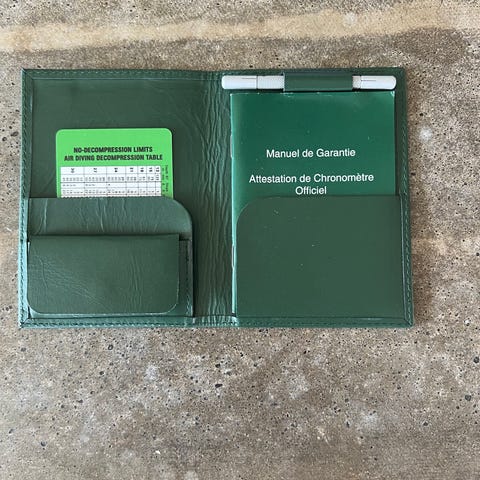 NO-DECOMPRESSION LIMITS
AIR DIVING DECOMPRESSION TABLE
Manuel de Garantie
Attestation de Chronomètre
Officiel